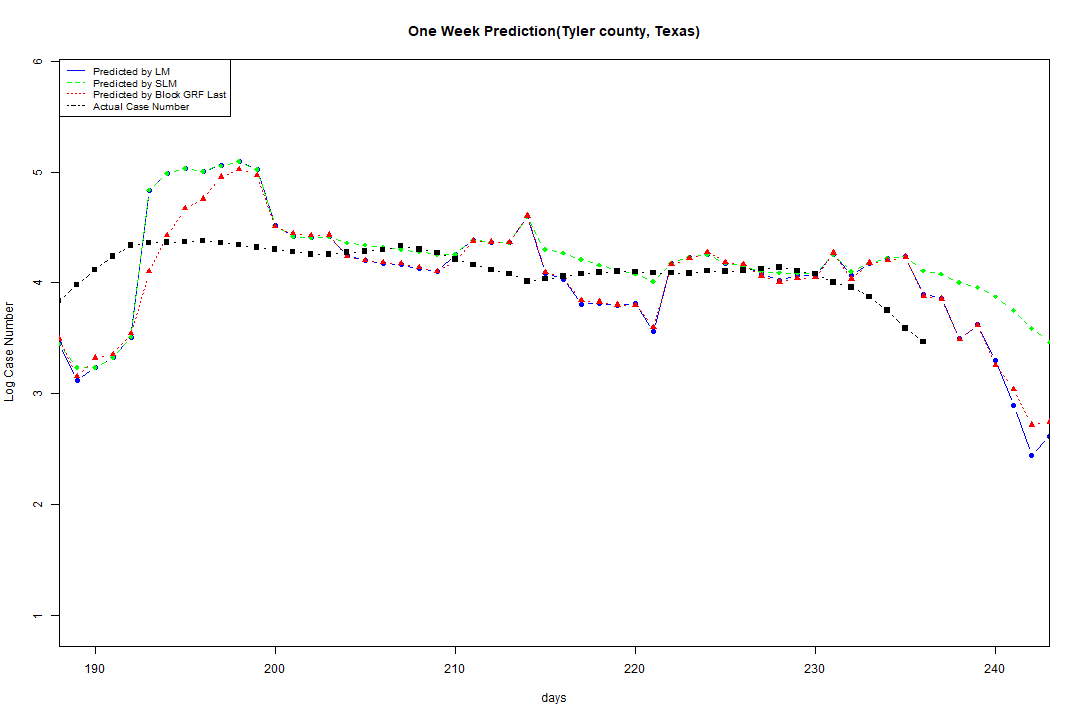 One Week Prediction(Tyler county, Texas)
Predicted by LM
Predicted by SLM
Predicted by Block GRF Last
Actual Case Number
6
5
4
3
2
1
Log Case Number
190 200 210 220 230 240
days